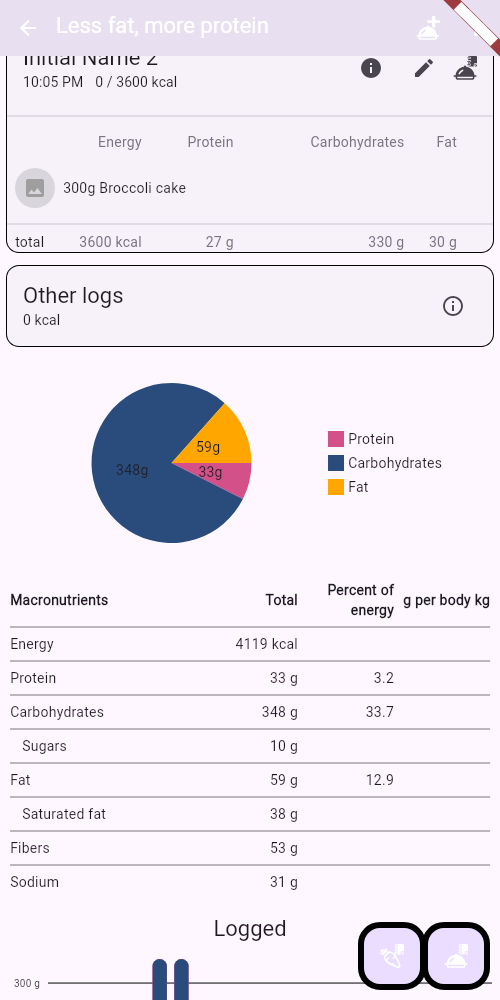 Less fat, more protein
Initial Name 2
10:05 PM 0 / 3600 kcal
Energy Protein Carbohydrates Fat
300g Broccoli cake
total 3600 kcal 27 g 330 g 30 g
Other logs
0 kcal
59g
348g 33g
Protein
Carbohydrates
Fat
Macronutrients Total Percent of energy g per body kg
Energy 4119 kcal
Protein 33 g 3.2
Carbohydrates 348 g 33.7
Sugars 10 g
Fat 59 g 12.9
Saturated fat 38 g
Fibers 53 g
Sodium 31 g
Logged
300 g